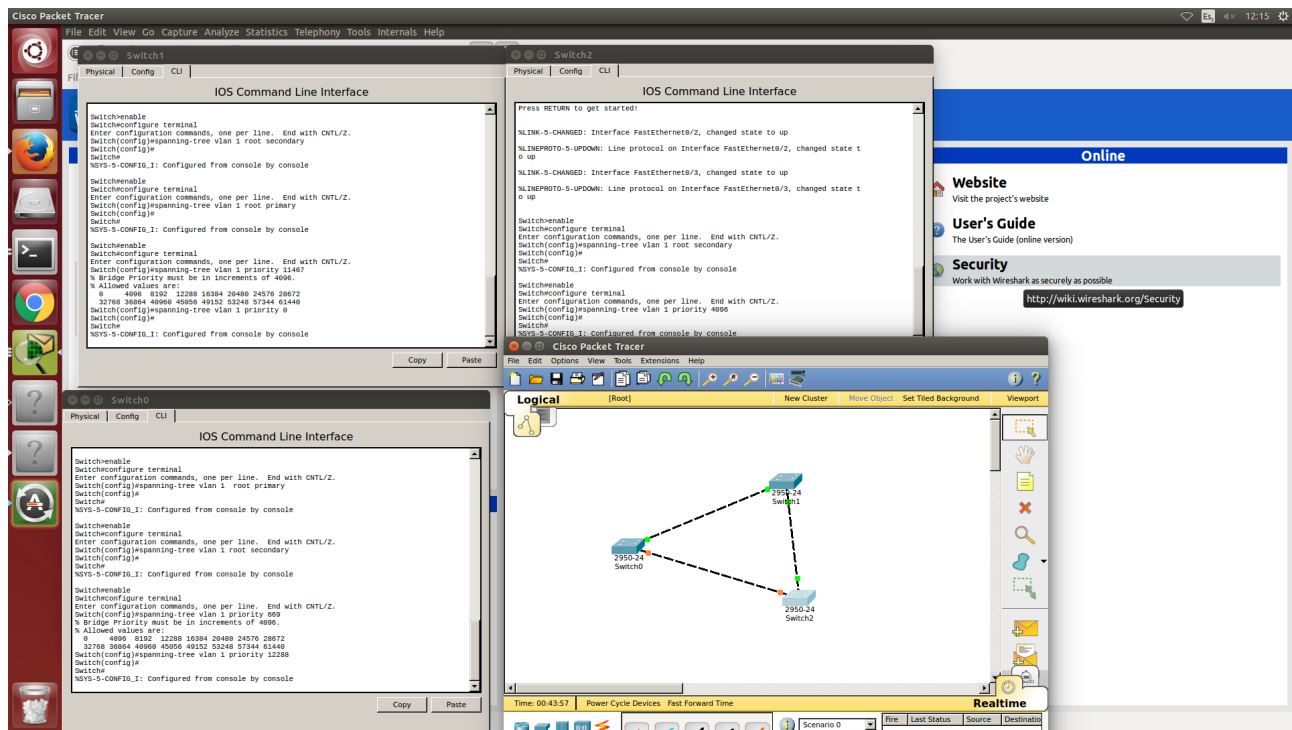 Cisco Packet Tracer
Es
12:15
File Edit View Go Capture Analyze Statistics Telephony Tools Internals Help
Switch1
Physical Config CLI
IOS Command Line Interface
Switch>enable
Switch#configure terminal
Enter configuration commands, one per line. End with CNTL/Z.
Switch(config)#spanning-tree vlan 1 root secondary
Switch(config)#
Switch#
%SYS-5-CONFIG_I: Configured from console by console
Switch#enable
Switch#configure terminal
Enter configuration commands, one per line. End with CNTL/Z.
Switch(config)#spanning-tree vlan 1 root primary
Switch(config)#
Switch#
%SYS-5-CONFIG_I: Configured from console by console
Switch#enable
Switch#configure terminal
Enter configuration commands, one per line. End with CNTL/Z.
Switch(config)#spanning-tree vlan 1 priority 11467
% Bridge Priority must be in increments of 4096.
% Allowed values are:
0 4096 8192 12288 16384 20480 24576 28672
32768 36864 40960 45056 49152 53248 57344 61440
Switch(config)#spanning-tree vlan 1 priority 0
Switch(config)#
Switch#
%SYS-5-CONFIG_I: Configured from console by console
Copy Paste
Switch2
Physical Config CLI
IOS Command Line Interface
Press RETURN to get started!
%LINK-5-CHANGED: Interface FastEthernet0/2, changed state to up
%LINEPROTO-5-UPDOWN: Line protocol on Interface FastEthernet0/2, changed state t
o up
%LINK-5-CHANGED: Interface FastEthernet0/3, changed state to up
%LINEPROTO-5-UPDOWN: Line protocol on Interface FastEthernet0/3, changed state t
o up
Switch>enable
Switch#configure terminal
Enter configuration commands, one per line. End with CNTL/Z.
Switch(config)#spanning-tree vlan 1 root secondary
Switch(config)#
Switch#
%SYS-5-CONFIG_I: Configured from console by console
Switch#enable
Switch#configure terminal
Enter configuration commands, one per line. End with CNTL/Z.
Switch(config)#spanning-tree vlan 1 priority 4096
Switch(config)#
Switch#
%SYS-5-CONFIG_I: Configured from console by console
Online
Website
Visit the project's website
User's Guide
The User's Guide (online version)
Security
Work with Wireshark as securely as possible
http://wiki.wireshark.org/Security
Switch0
Physical Config CLI
IOS Command Line Interface
Switch>enable
Switch#configure terminal
Enter configuration commands, one per line. End with CNTL/Z.
Switch(config)#spanning-tree vlan 1  root primary
Switch(config)#
Switch#
%SYS-5-CONFIG_I: Configured from console by console
Switch#enable
Switch#configure terminal
Enter configuration commands, one per line. End with CNTL/Z.
Switch(config)#spanning-tree vlan 1 root secondary
Switch(config)#
Switch#
%SYS-5-CONFIG_I: Configured from console by console
Switch#enable
Switch#configure terminal
Enter configuration commands, one per line. End with CNTL/Z.
Switch(config)#spanning-tree vlan 1 priority 669
% Bridge Priority must be in increments of 4096.
% Allowed values are:
0 4096 8192 12288 16384 20480 24576 28672
32768 36864 40960 45056 49152 53248 57344 61440
Switch(config)#spanning-tree vlan 1 priority 12288
Switch(config)#
Switch#
%SYS-5-CONFIG_I: Configured from console by console
Copy Paste
Cisco Packet Tracer
File Edit Options View Tools Extensions Help
Logical [Root] New Cluster Move Object Set Tiled Background Viewport
2950-24
Switch1
2950-24
Switch0
2950-24
Switch2
Time: 00:43:57 Power Cycle Devices Fast Forward Time Realtime
Scenario 0
Fire Last Status Source Destinatio